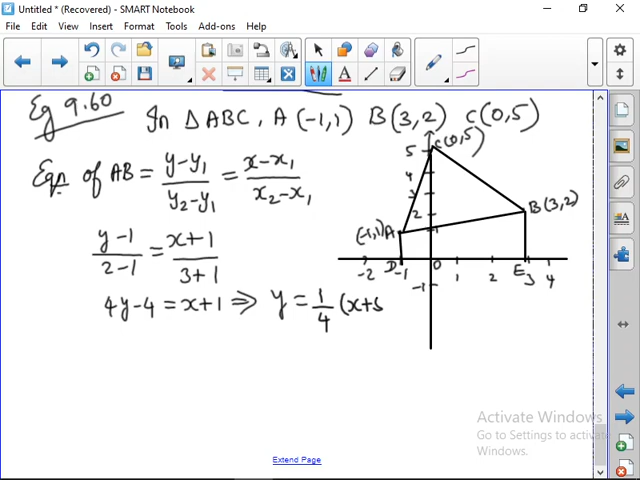 Untitled * (Recovered) - SMART Notebook
File Edit View Insert Format Tools Add-ons Help
Eg 9.60 In Δ ABC, A (-1,1) B(3,2) C(0,5)
Eqn of AB = y-y₁/y₂-y₁ = x-x₁/x₂-x₁
y-1/2-1 = x+1/3+1
4y-4 = x+1 ⇒ y = 1/4 (x+5
C(0,5)
5
4
3
2
1
B(3,2)
(-1,1)A
D E
-2 -1 0 1 2 3 4
-1
Activate Windows
Go to Settings to activate
Windows.
Extend Page